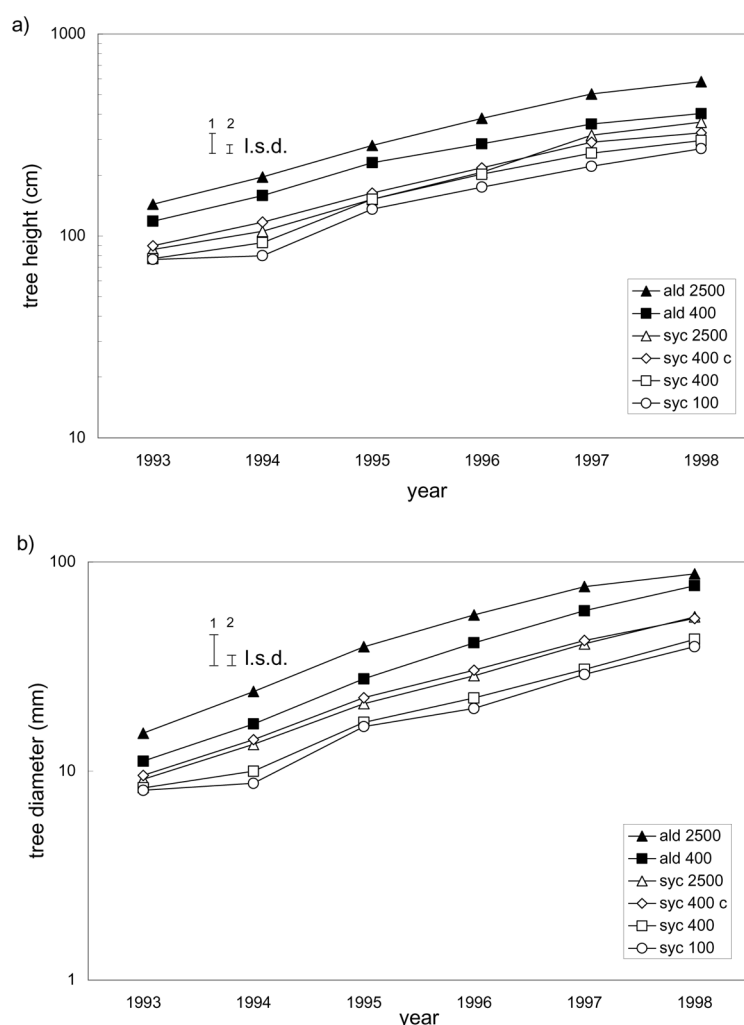 a)
1000
100
10
tree height (cm)
1 2
l.s.d.
ald 2500
ald 400
syc 2500
syc 400 c
syc 400
syc 100
1993 1994 1995 1996 1997 1998
year
b)
100
10
1
tree diameter (mm)
1 2
l.s.d.
ald 2500
ald 400
syc 2500
syc 400 c
syc 400
syc 100
1993 1994 1995 1996 1997 1998
year